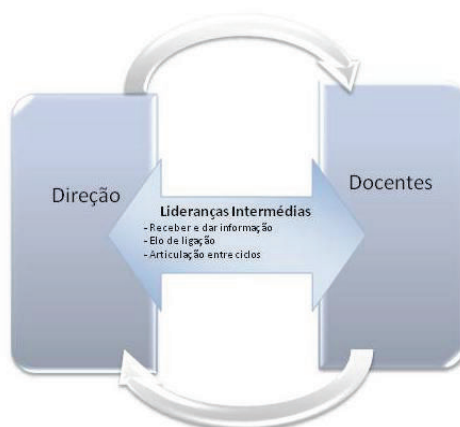 Direção
Docentes
Lideranças Intermédias
- Receber e dar informação
- Elo de ligação
- Articulação entre ciclos